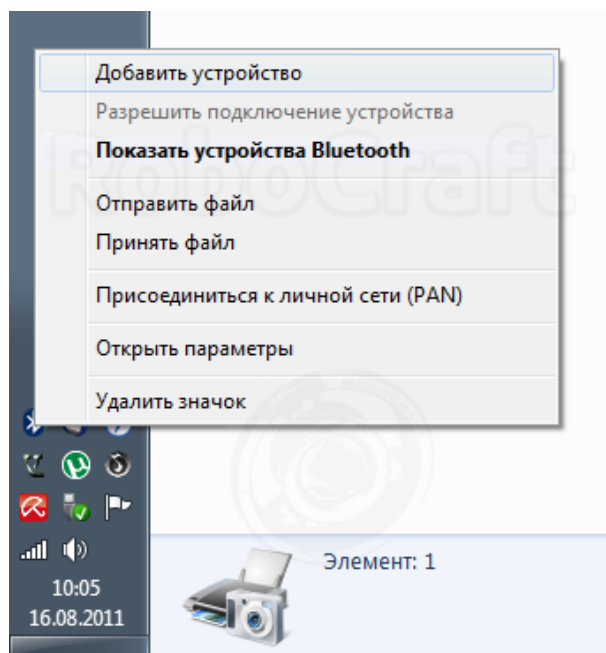 Добавить устройство
Разрешить подключение устройства
Показать устройства Bluetooth
RoboCraft
Отправить файл
Принять файл
Присоединиться к личной сети (PAN)
Открыть параметры
Удалить значок
Элемент: 1
10:05
16.08.2011